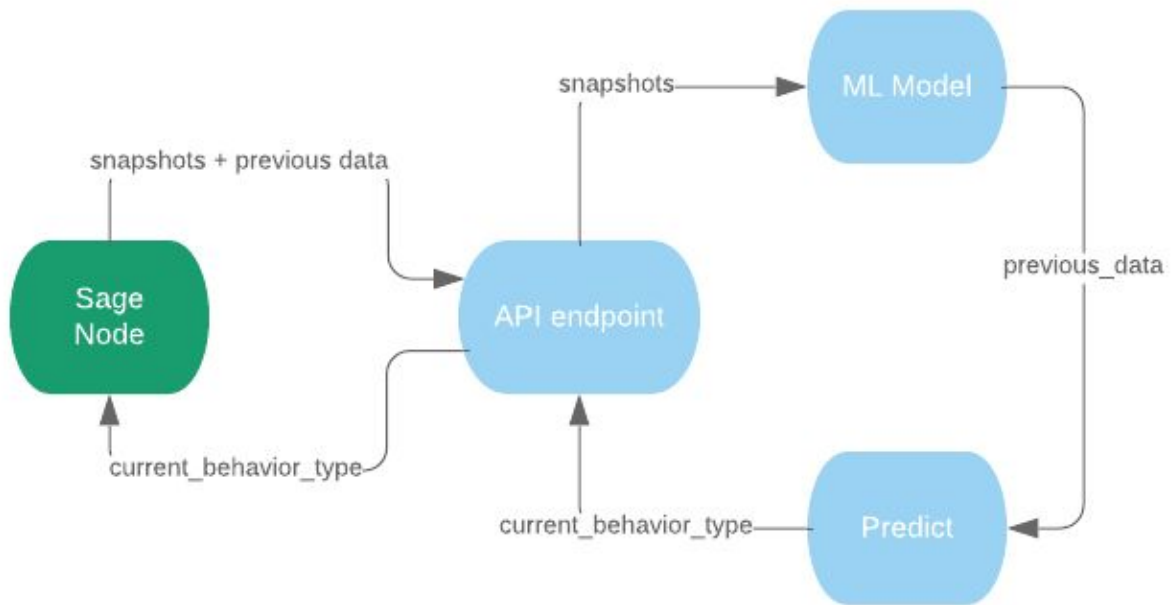 snapshots
ML Model
snapshots + previous data
previous_data
Sage
Node
API endpoint
current_behavior_type
current_behavior_type
Predict